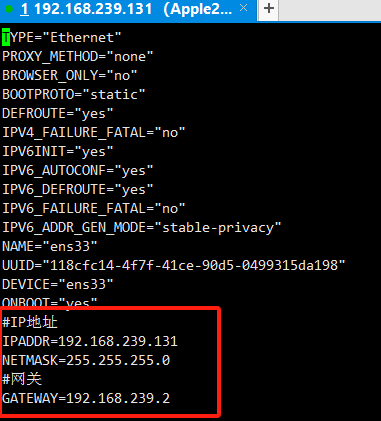 1 192.168.239.131 (Apple2...
TYPE="Ethernet"
PROXY_METHOD="none"
BROWSER_ONLY="no"
BOOTPROTO="static"
DEFROUTE="yes"
IPV4_FAILURE_FATAL="no"
IPV6INIT="yes"
IPV6_AUTOCONF="yes"
IPV6_DEFROUTE="yes"
IPV6_FAILURE_FATAL="no"
IPV6_ADDR_GEN_MODE="stable-privacy"
NAME="ens33"
UUID="118cfc14-4f7f-41ce-90d5-0499315da198"
DEVICE="ens33"
ONBOOT="yes"
#IP地址
IPADDR=192.168.239.131
NETMASK=255.255.255.0
#网关
GATEWAY=192.168.239.2